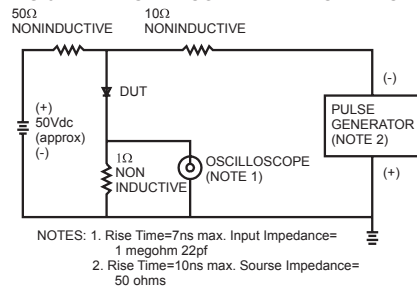 50Ω
NONINDUCTIVE
10Ω
NONINDUCTIVE
DUT
(+)
50Vdc
(approx)
(-)
1Ω
NON
INDUCTIVE
OSCILLOSCOPE
(NOTE 1)
(-)
PULSE
GENERATOR
(NOTE 2)
(+)
NOTES: 1. Rise Time=7ns max. Input Impedance=
1 megohm 22pf
2. Rise Time=10ns max. Sourse Impedance=
50 ohms